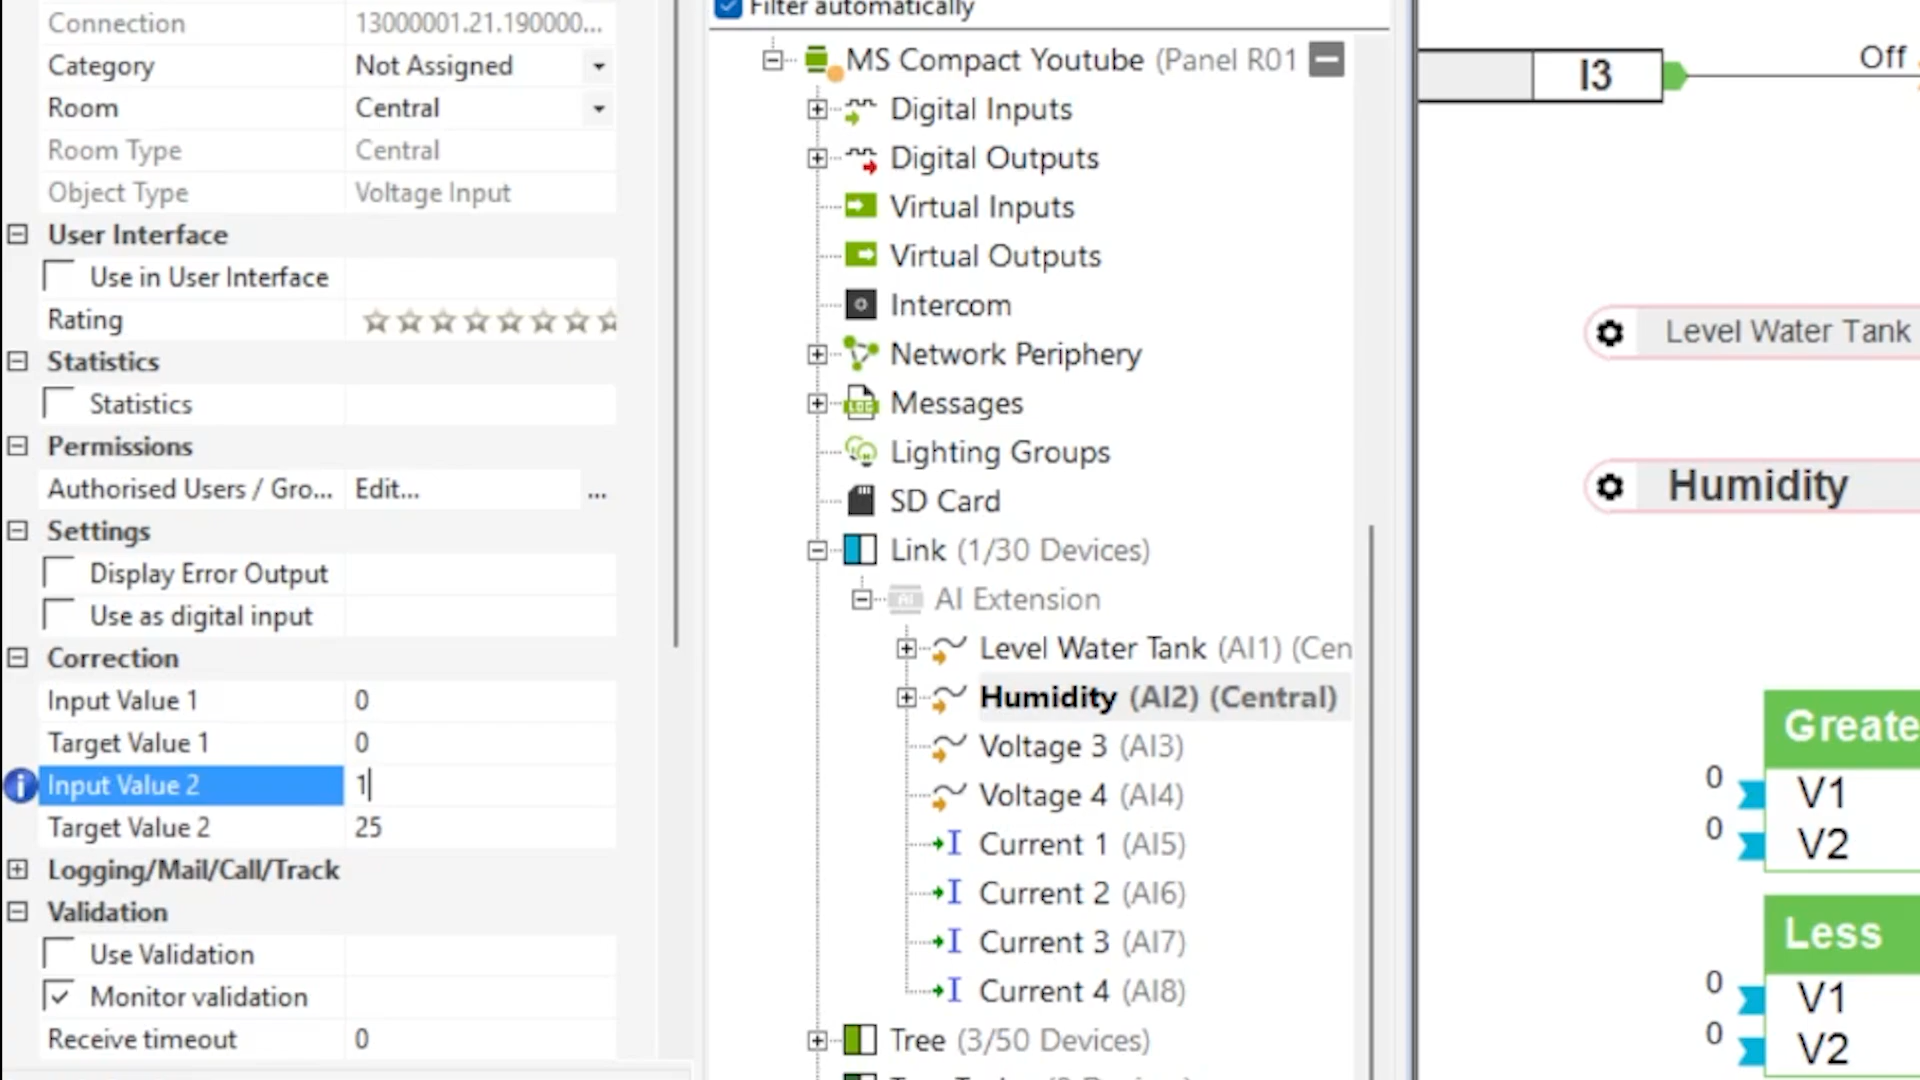 Connection 13000001.21.190000...
Category Not Assigned
Room Central
Room Type Central
Object Type Voltage Input
User Interface
Use in User Interface
Rating
Statistics
Statistics
Permissions
Authorised Users / Gro... Edit... ...
Settings
Display Error Output
Use as digital input
Correction
Input Value 1 0
Target Value 1 0
Input Value 2 1
Target Value 2 25
Logging/Mail/Call/Track
Validation
Use Validation
Monitor validation
Receive timeout 0
Filter automatically
MS Compact Youtube (Panel R01
Digital Inputs
Digital Outputs
Virtual Inputs
Virtual Outputs
Intercom
Network Periphery
Messages
Lighting Groups
SD Card
Link (1/30 Devices)
AI Extension
Level Water Tank (AI1) (Cen
Humidity (AI2) (Central)
Voltage 3 (AI3)
Voltage 4 (AI4)
Current 1 (AI5)
Current 2 (AI6)
Current 3 (AI7)
Current 4 (AI8)
Tree (3/50 Devices)
I3
Off
Level Water Tank
Humidity
Greate
0 V1
0 V2
Less
0 V1
0 V2